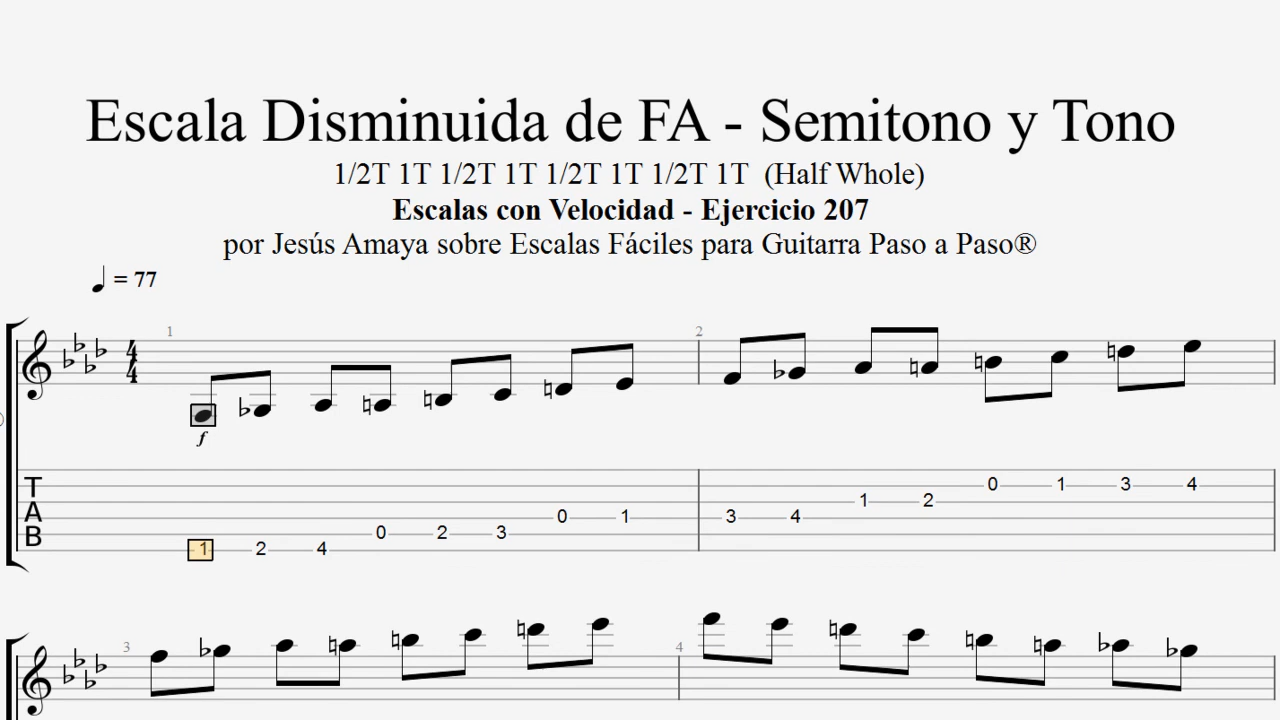 Escala Disminuida de FA - Semitono y Tono
1/2T 1T 1/2T 1T 1/2T 1T 1/2T 1T (Half Whole)
Escalas con Velocidad - Ejercicio 207
por Jesús Amaya sobre Escalas Fáciles para Guitarra Paso a Paso®
= 77
1 2
4 4
f
T A B
1 2 4 0 2 3 0 1 3 4 1 2 0 1 3 4
3 4